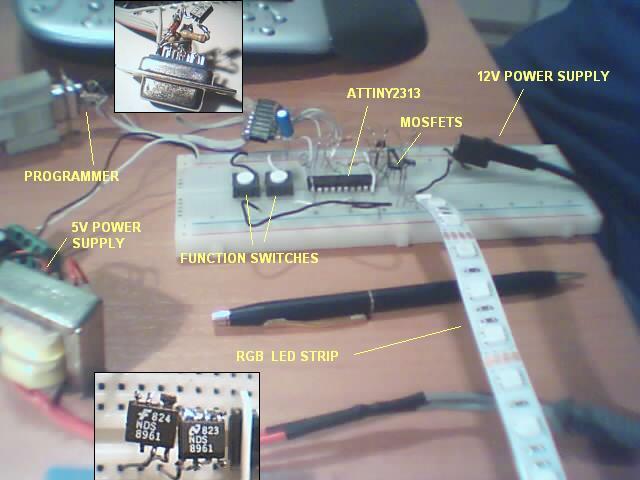 12V POWER SUPPLY
ATTINY2313
MOSFETS
PROGRAMMER
5V POWER
SUPPLY
FUNCTION SWITCHES
RGB LED STRIP
824
NDS
8961
823
NDS
8961